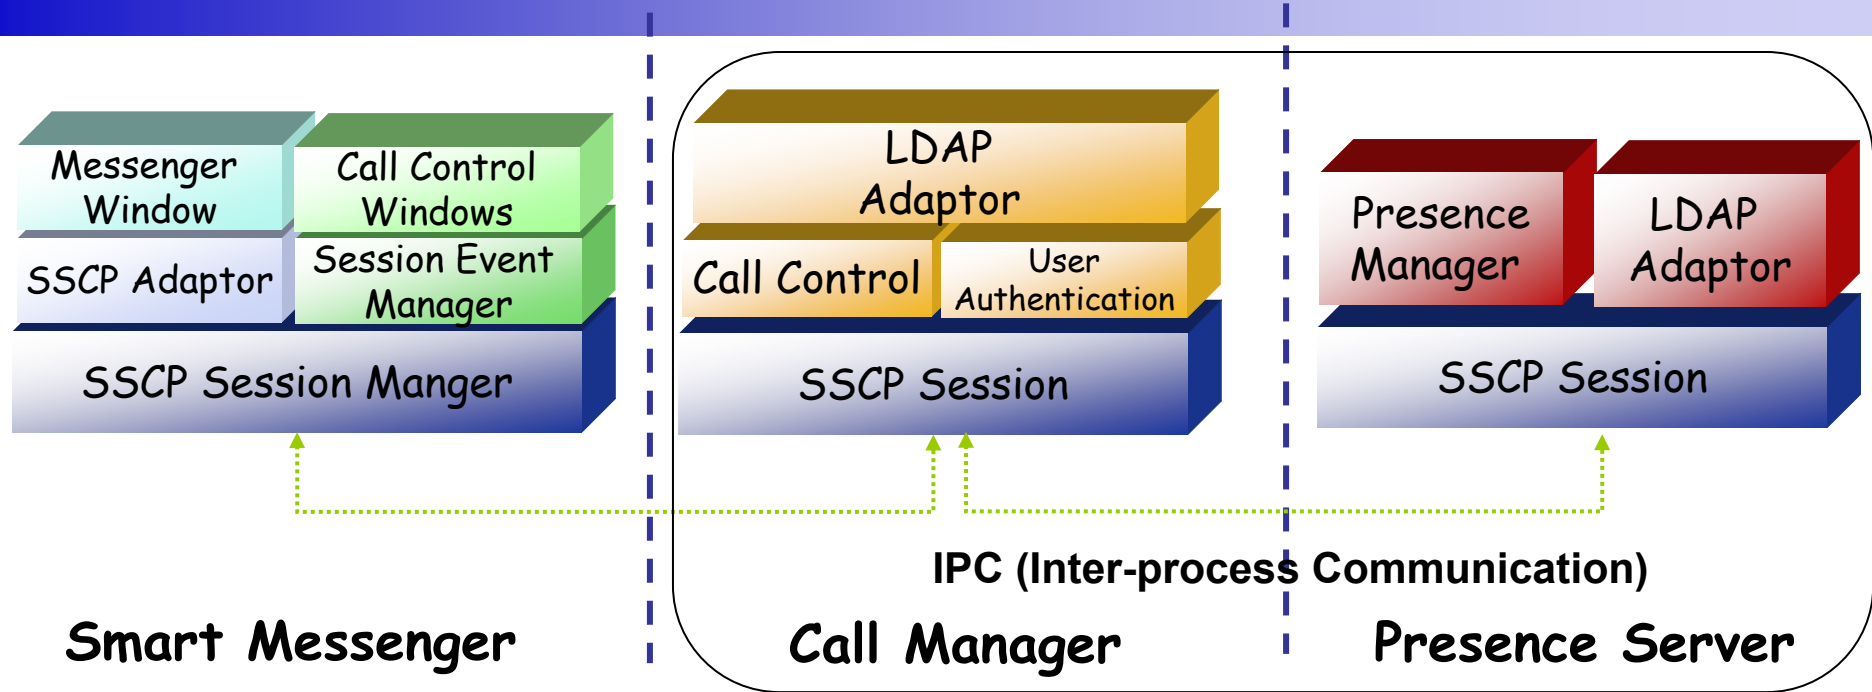 Messenger
Window
Call Control
Windows
SSCP Adaptor
Session Event
Manager
SSCP Session Manger
LDAP
Adaptor
Call Control
User
Authentication
SSCP Session
Presence
Manager
LDAP
Adaptor
SSCP Session
IPC (Inter-process Communication)
Smart Messenger
Call Manager
Presence Server